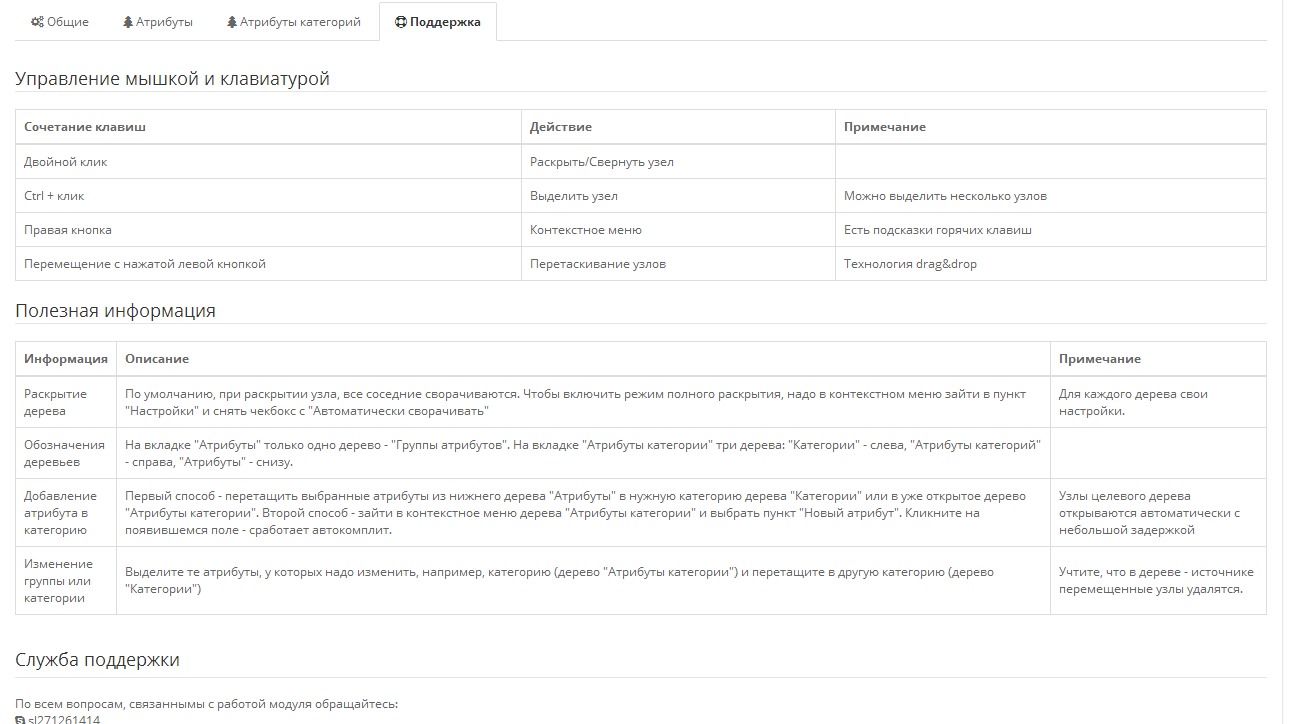 Общие Атрибуты Атрибуты категорий Поддержка
Управление мышкой и клавиатурой
Сочетание клавиш Действие Примечание
Двойной клик Раскрыть/Свернуть узел
Ctrl + клик Выделить узел Можно выделить несколько узлов
Правая кнопка Контекстное меню Есть подсказки горячих клавиш
Перемещение с нажатой левой кнопкой Перетаскивание узлов Технология drag&drop
Полезная информация
Информация Описание Примечание
Раскрытие
дерева
По умолчанию, при раскрытии узла, все соседние сворачиваются. Чтобы включить режим полного раскрытия, надо в контекстном меню зайти в пункт
"Настройки" и снять чекбокс с "Автоматически сворачивать"
Для каждого дерева свои
настройки.
Обозначения
деревьев
На вкладке "Атрибуты" только одно дерево - "Группы атрибутов". На вкладке "Атрибуты категории" три дерева: "Категории" - слева, "Атрибуты категорий"
- справа, "Атрибуты" - снизу.
Добавление
атрибута в
категорию
Первый способ - перетащить выбранные атрибуты из нижнего дерева "Атрибуты" в нужную категорию дерева "Категории" или в уже открытое дерево
"Атрибуты категории". Второй способ - зайти в контекстное меню дерева "Атрибуты категории" и выбрать пункт "Новый атрибут". Кликните на
появившемся поле - сработает автокомплит.
Узлы целевого дерева
открываются автоматически с
небольшой задержкой
Изменение
группы или
категории
Выделите те атрибуты, у которых надо изменить, например, категорию (дерево "Атрибуты категории") и перетащите в другую категорию (дерево
"Категории")
Учтите, что в дереве - источнике
перемещенные узлы удалятся.
Служба поддержки
По всем вопросам, связаннымы с работой модуля обращайтесь:
sl271261414